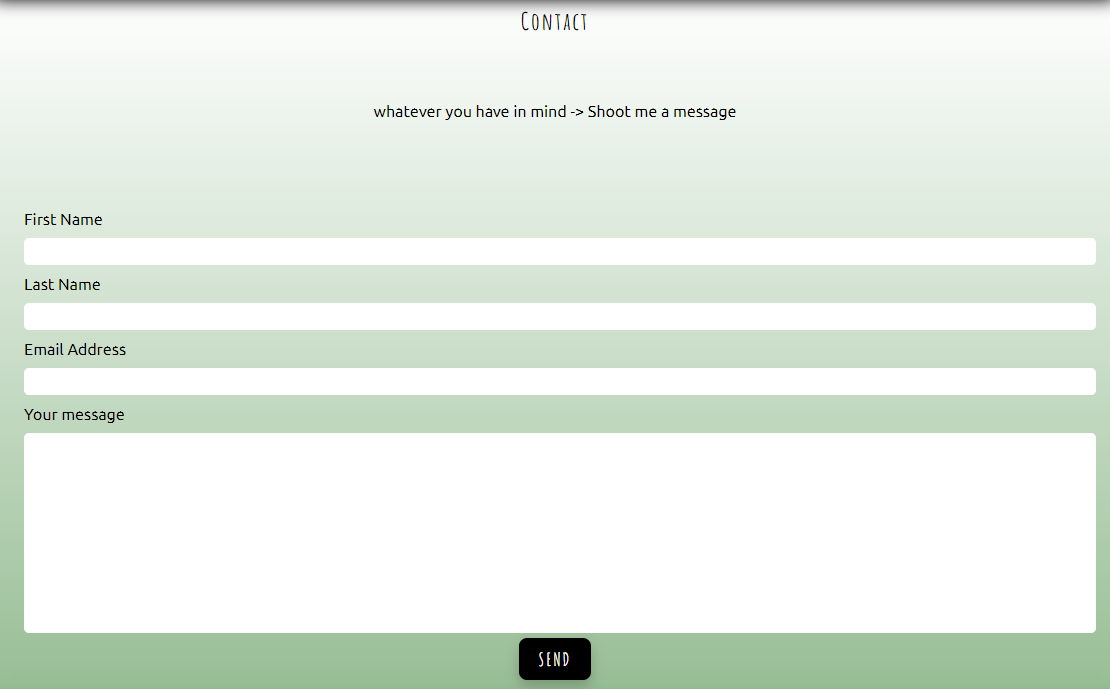 Contact
whatever you have in mind -> Shoot me a message
First Name
Last Name
Email Address
Your message
SEND